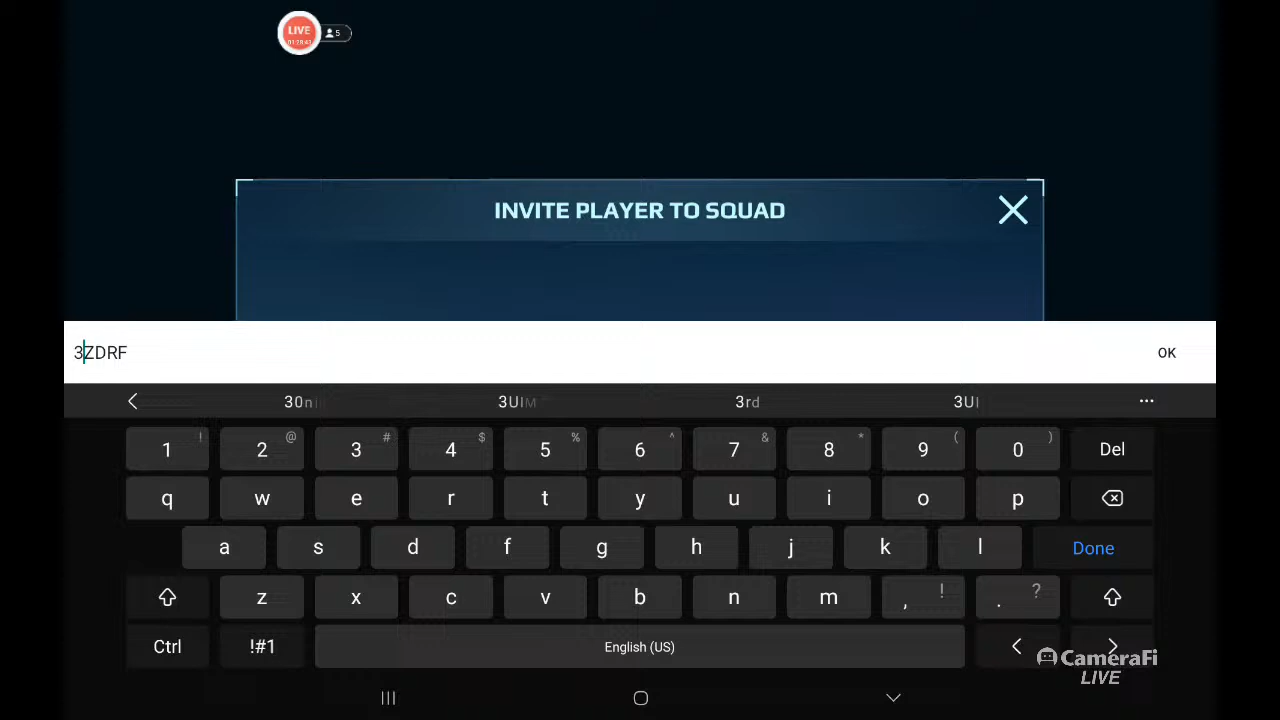 LIVE
5
INVITE PLAYER TO SQUAD
3ZDRF
OK
30n 3UIM 3rd 3UI ...
1 ! 2 @ 3 # 4 $ 5 % 6 ^ 7 & 8 * 9 ( 0 ) Del
q w e r t y u i o p
a s d f g h j k l Done
z x c v b n m , ! . ?
Ctrl !#1 English (US) < >
CameraFi
LIVE